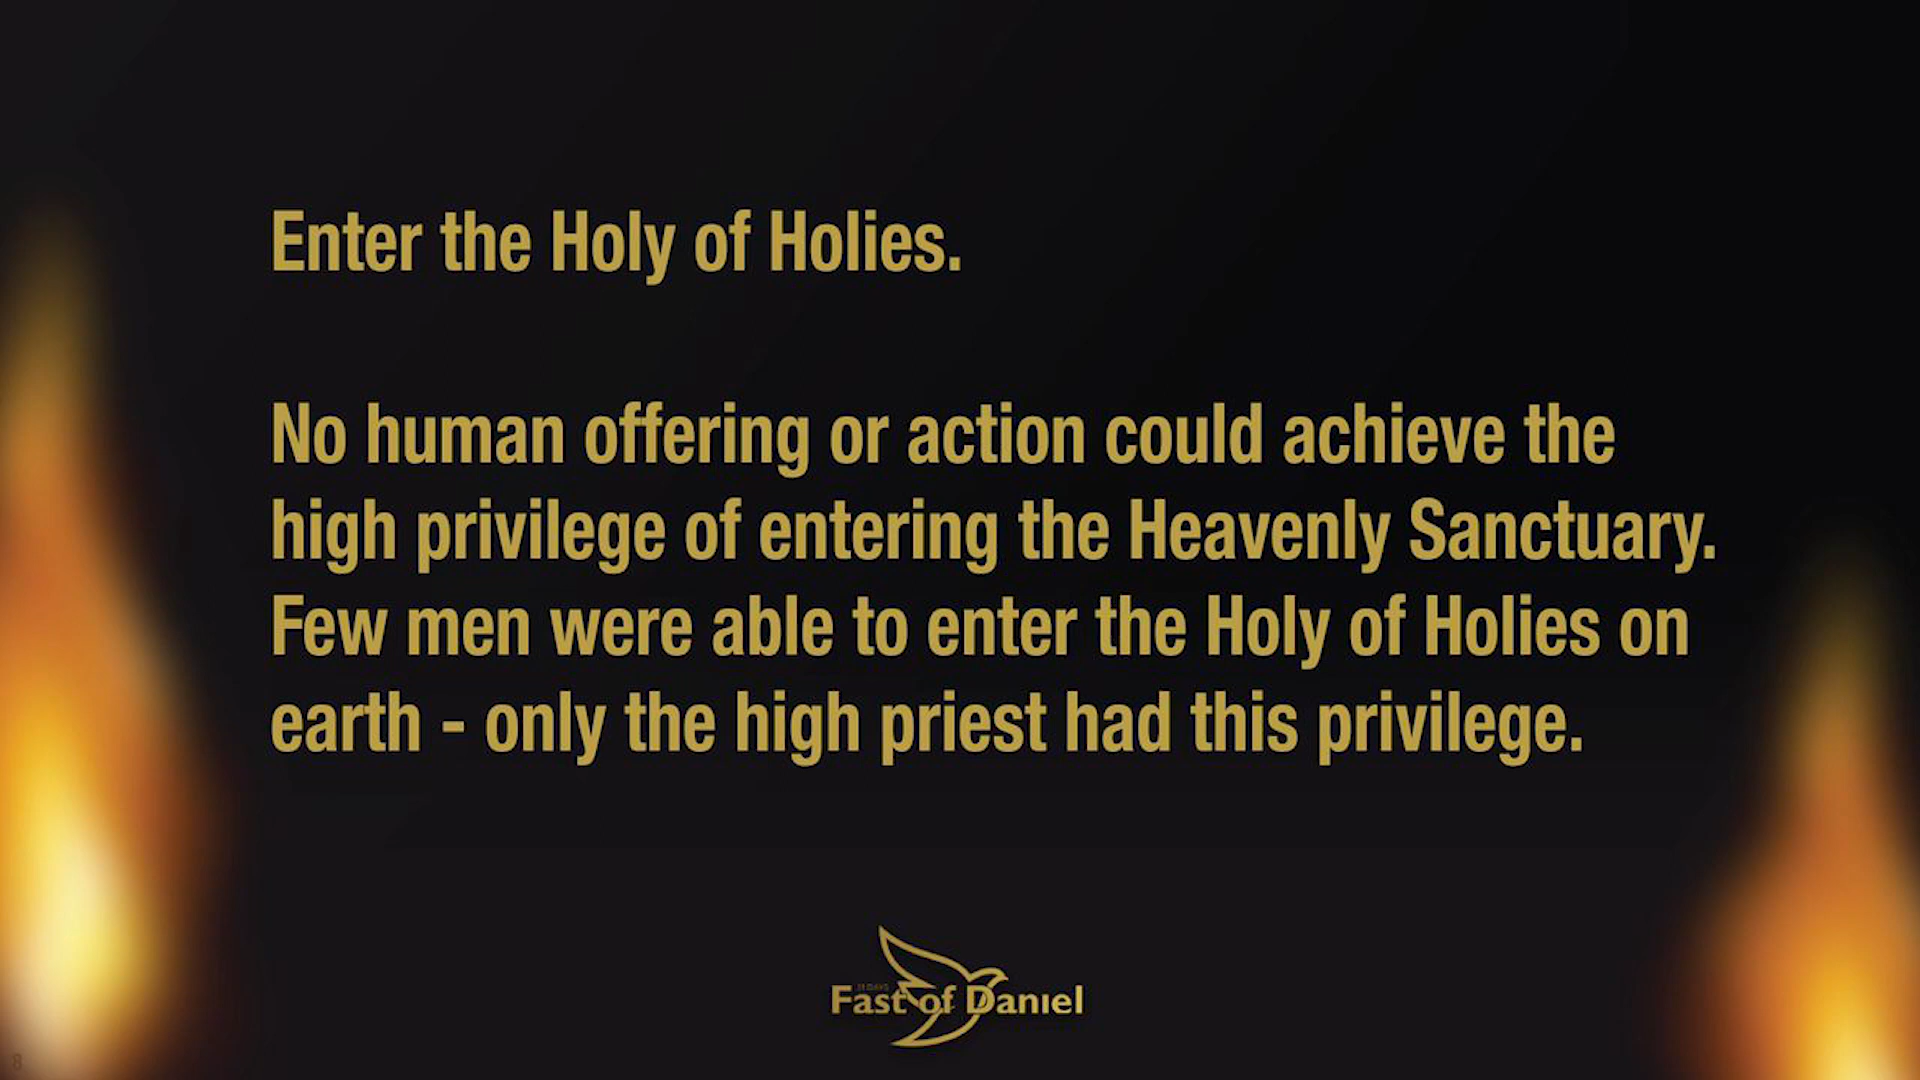 Enter the Holy of Holies.
No human offering or action could achieve the
high privilege of entering the Heavenly Sanctuary.
Few men were able to enter the Holy of Holies on
earth - only the high priest had this privilege.
Fast of Daniel
8